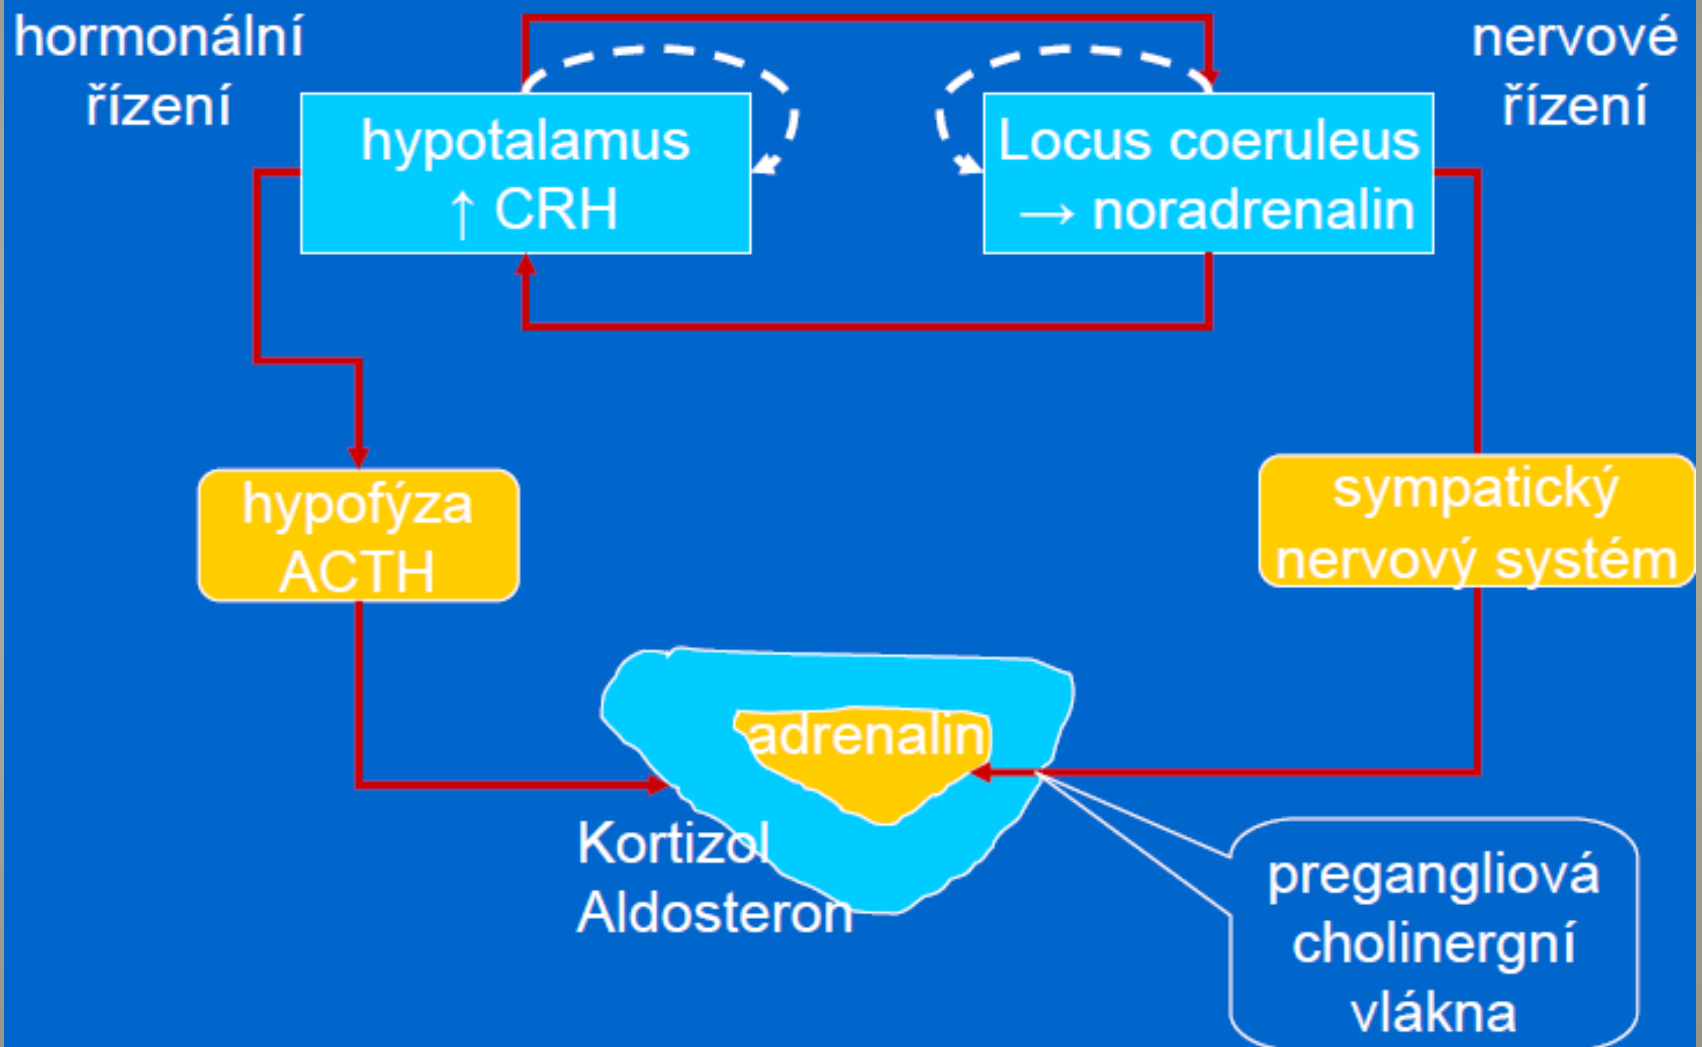 hormonální
řízení
nervové
řízení
hypotalamus
↑ CRH
Locus coeruleus
→ noradrenalin
hypofýza
ACTH
sympatický
nervový systém
adrenalin
Kortizol
Aldosteron
pregangliová
cholinergní
vlákna